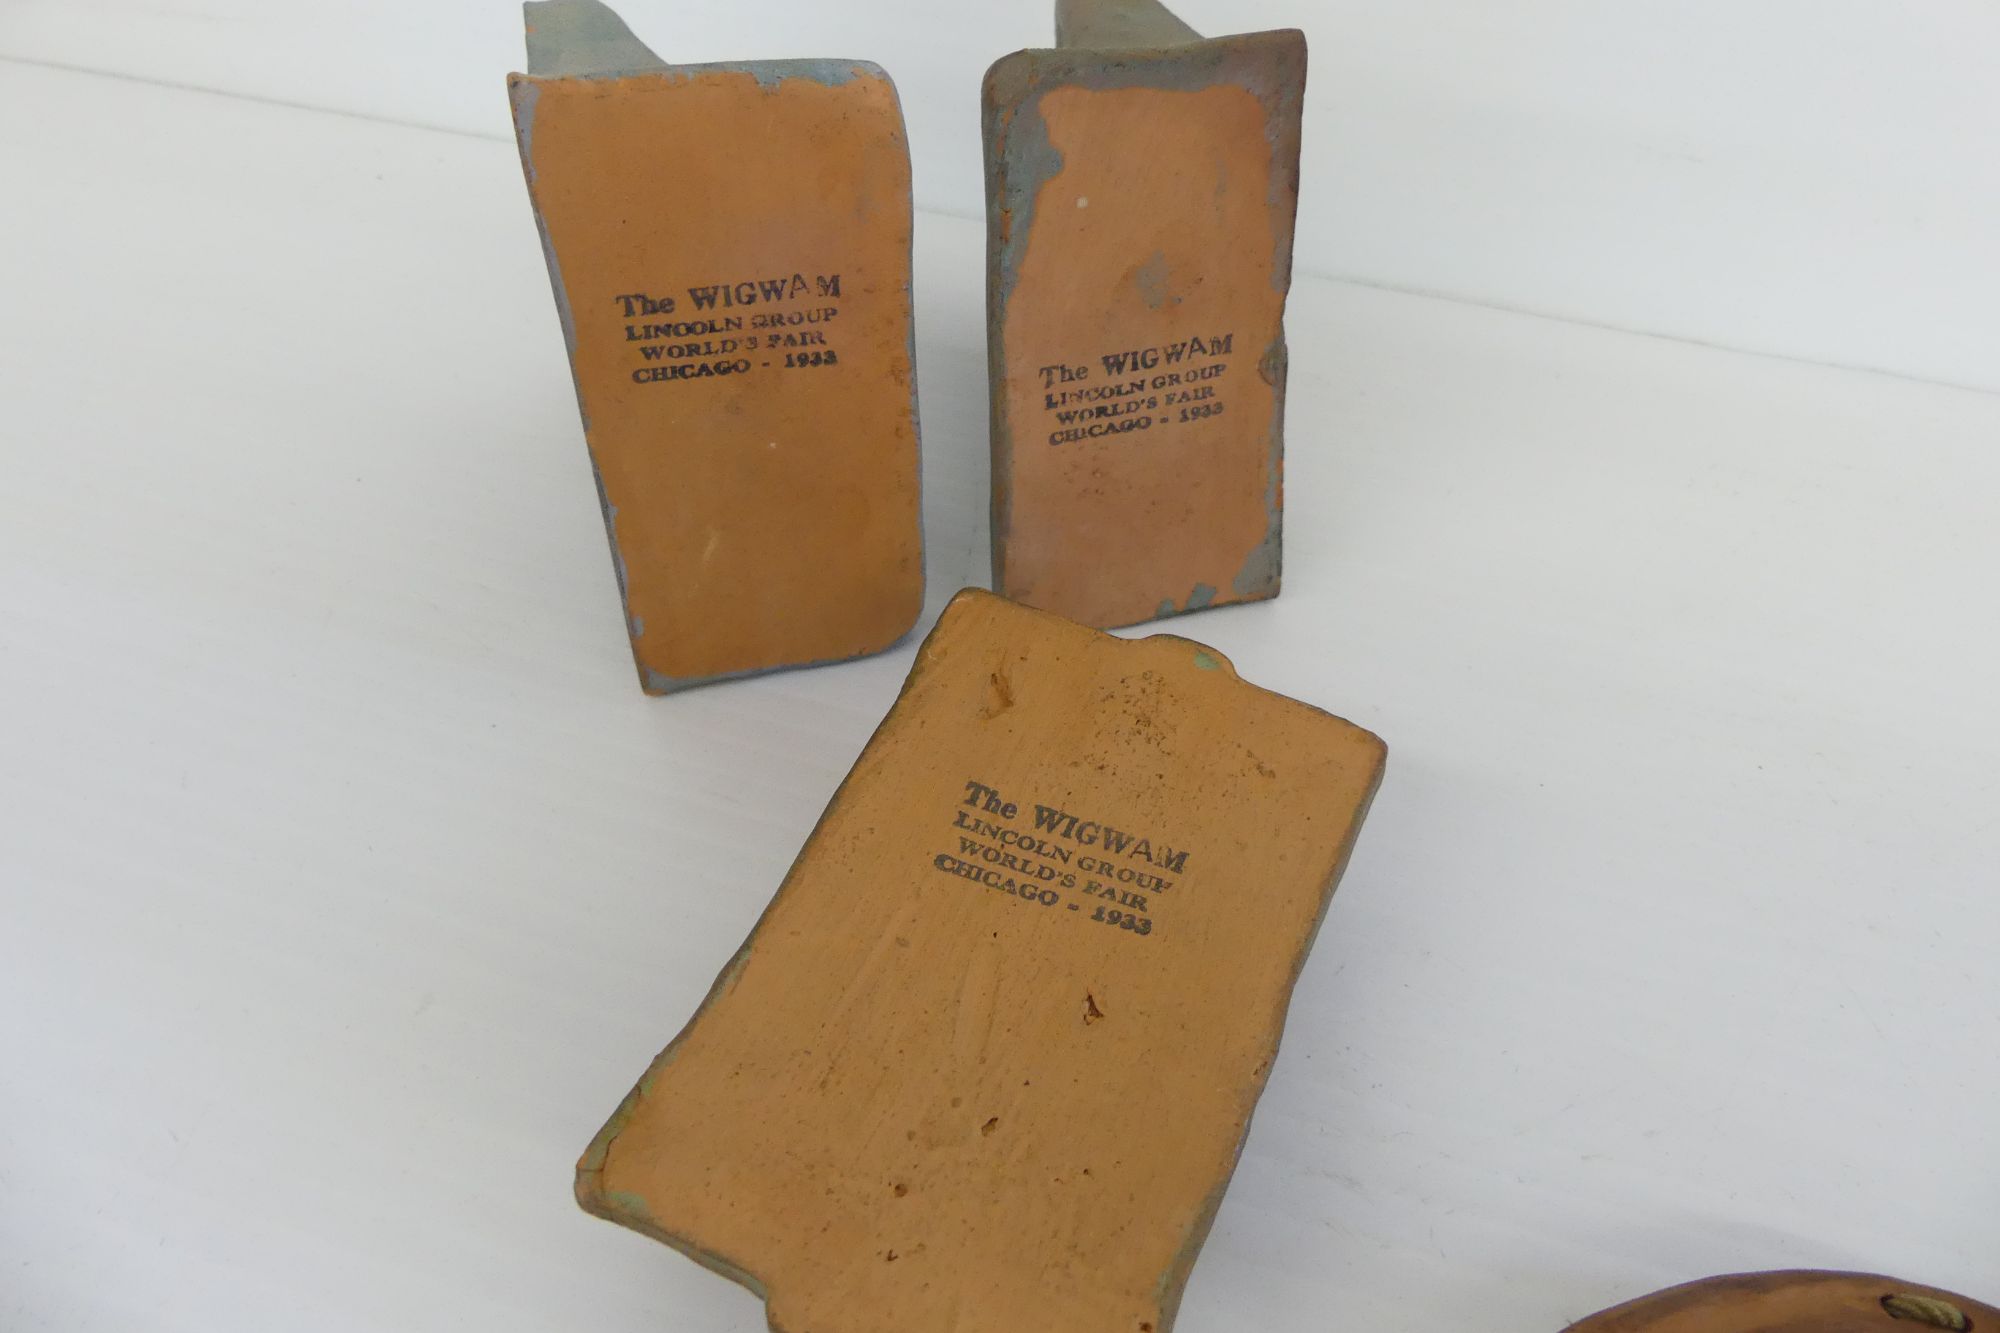 The WIGWAM
LINCOLN GROUP
WORLD'S FAIR
CHICAGO - 1933
The WIGWAM
LINCOLN GROUP
WORLD'S FAIR
CHICAGO - 1933
The WIGWAM
LINCOLN GROUP
WORLD'S FAIR
CHICAGO - 1933